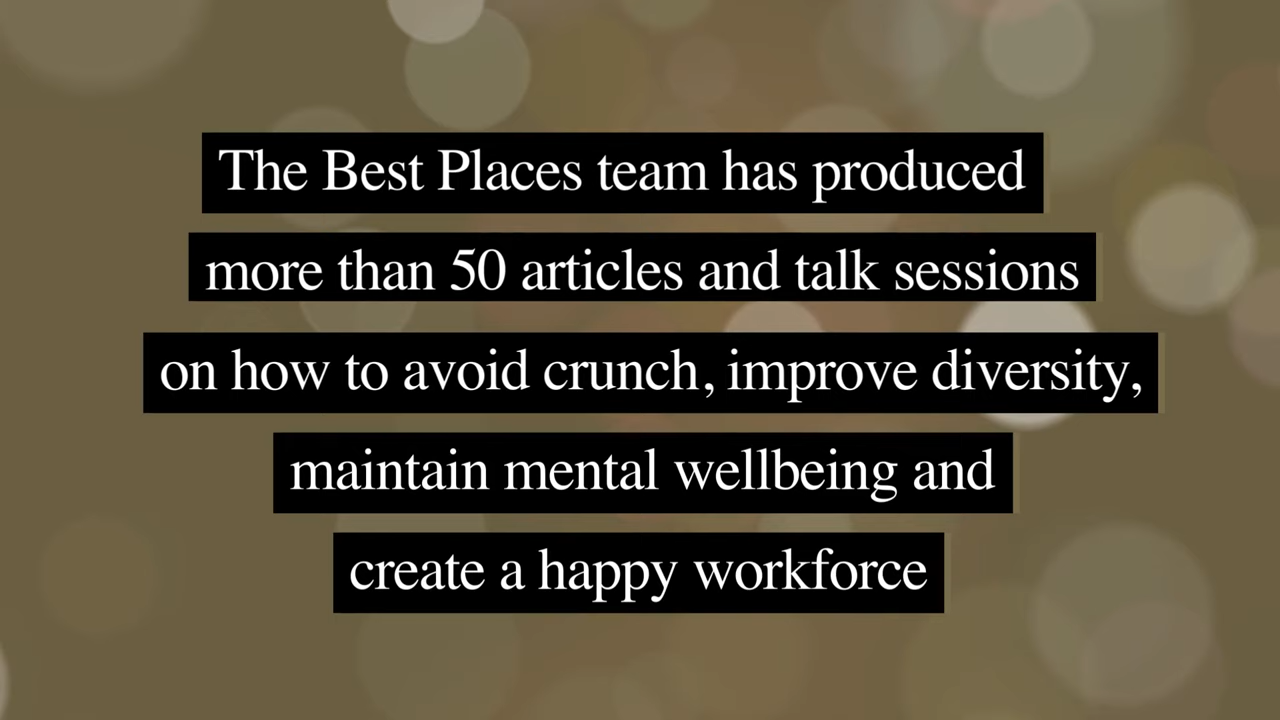 The Best Places team has produced
more than 50 articles and talk sessions
on how to avoid crunch, improve diversity,
maintain mental wellbeing and
create a happy workforce